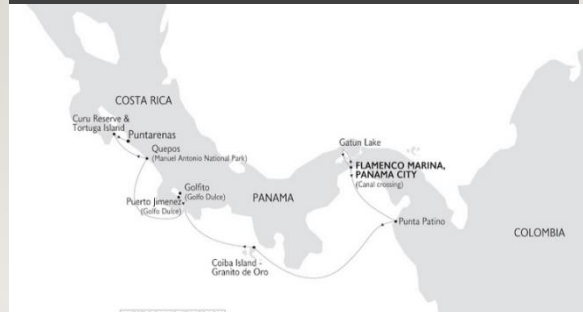 COSTA RICA
Curu Reserve &
Tortuga Island
Puntarenas
Quepos
(Manuel Antonio National Park)
Golfito
(Golfo Dulce)
Puerto Jimenez
(Golfo Dulce)
PANAMA
Coiba Island -
Granito de Oro
Gatun Lake
FLAMENCO MARINA,
PANAMA CITY
(Canal crossing)
Punta Patino
COLOMBIA